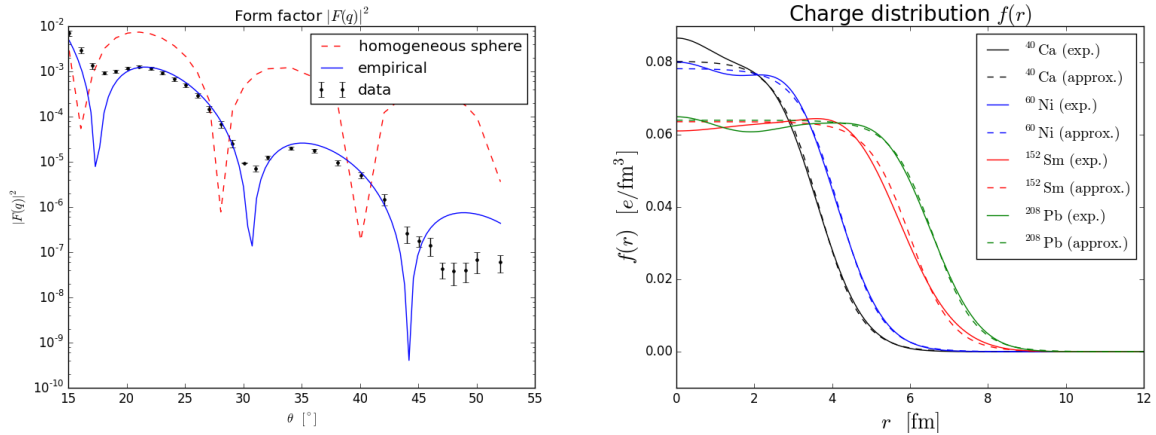 Form factor |F(q)|²
|F(q)|²
10⁻²
10⁻³
10⁻⁴
10⁻⁵
10⁻⁶
10⁻⁷
10⁻⁸
10⁻⁹
10⁻¹⁰
homogeneous sphere
empirical
data
15 20 25 30 35 40 45 50 55
θ [°]
Charge distribution f(r)
f(r) [e/fm³]
0.08
0.06
0.04
0.02
0.00
⁴⁰Ca (exp.)
⁴⁰Ca (approx.)
⁶⁰Ni (exp.)
⁶⁰Ni (approx.)
¹⁵²Sm (exp.)
¹⁵²Sm (approx.)
²⁰⁸Pb (exp.)
²⁰⁸Pb (approx.)
0 2 4 6 8 10 12
r [fm]